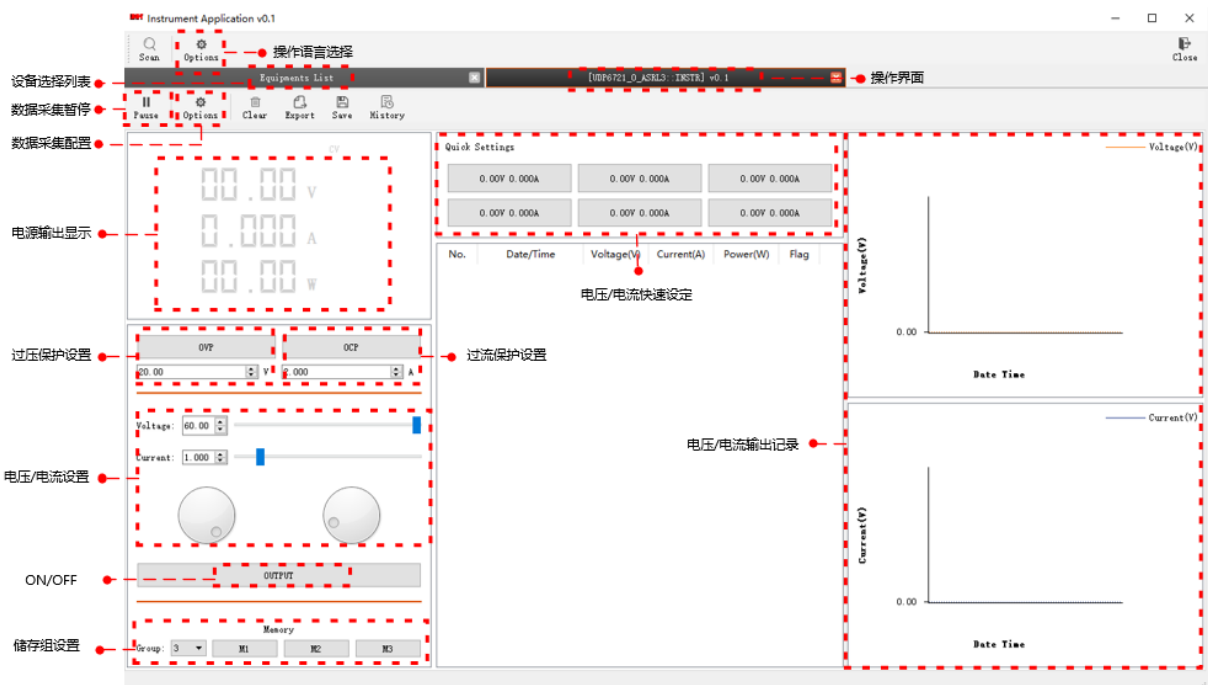 UNI-T Instrument Application v0.1
Scan
Options
操作语言选择
Close
设备选择列表
Equipments List
[UDP6721_0_ASRL3::INSTR] v0.1
操作界面
数据采集暂停
Pause
Options
Clear
Export
Save
History
数据采集配置
CV
00.00 V
0.000 A
00.00 W
电源输出显示
Quick Settings
0.00V 0.000A
0.00V 0.000A
0.00V 0.000A
0.00V 0.000A
0.00V 0.000A
0.00V 0.000A
No. Date/Time Voltage(V) Current(A) Power(W) Flag
电压/电流快速设定
Voltage(V)
Voltage(V)
0.00
Date Time
过压保护设置
OVP
OCP
过流保护设置
20.00 V
2.000 A
电压/电流设置
Voltage: 60.00
Current: 1.000
电压/电流输出记录
Current(V)
Current(V)
0.00
Date Time
ON/OFF
OUTPUT
储存组设置
Memory
Group: 3
M1
M2
M3